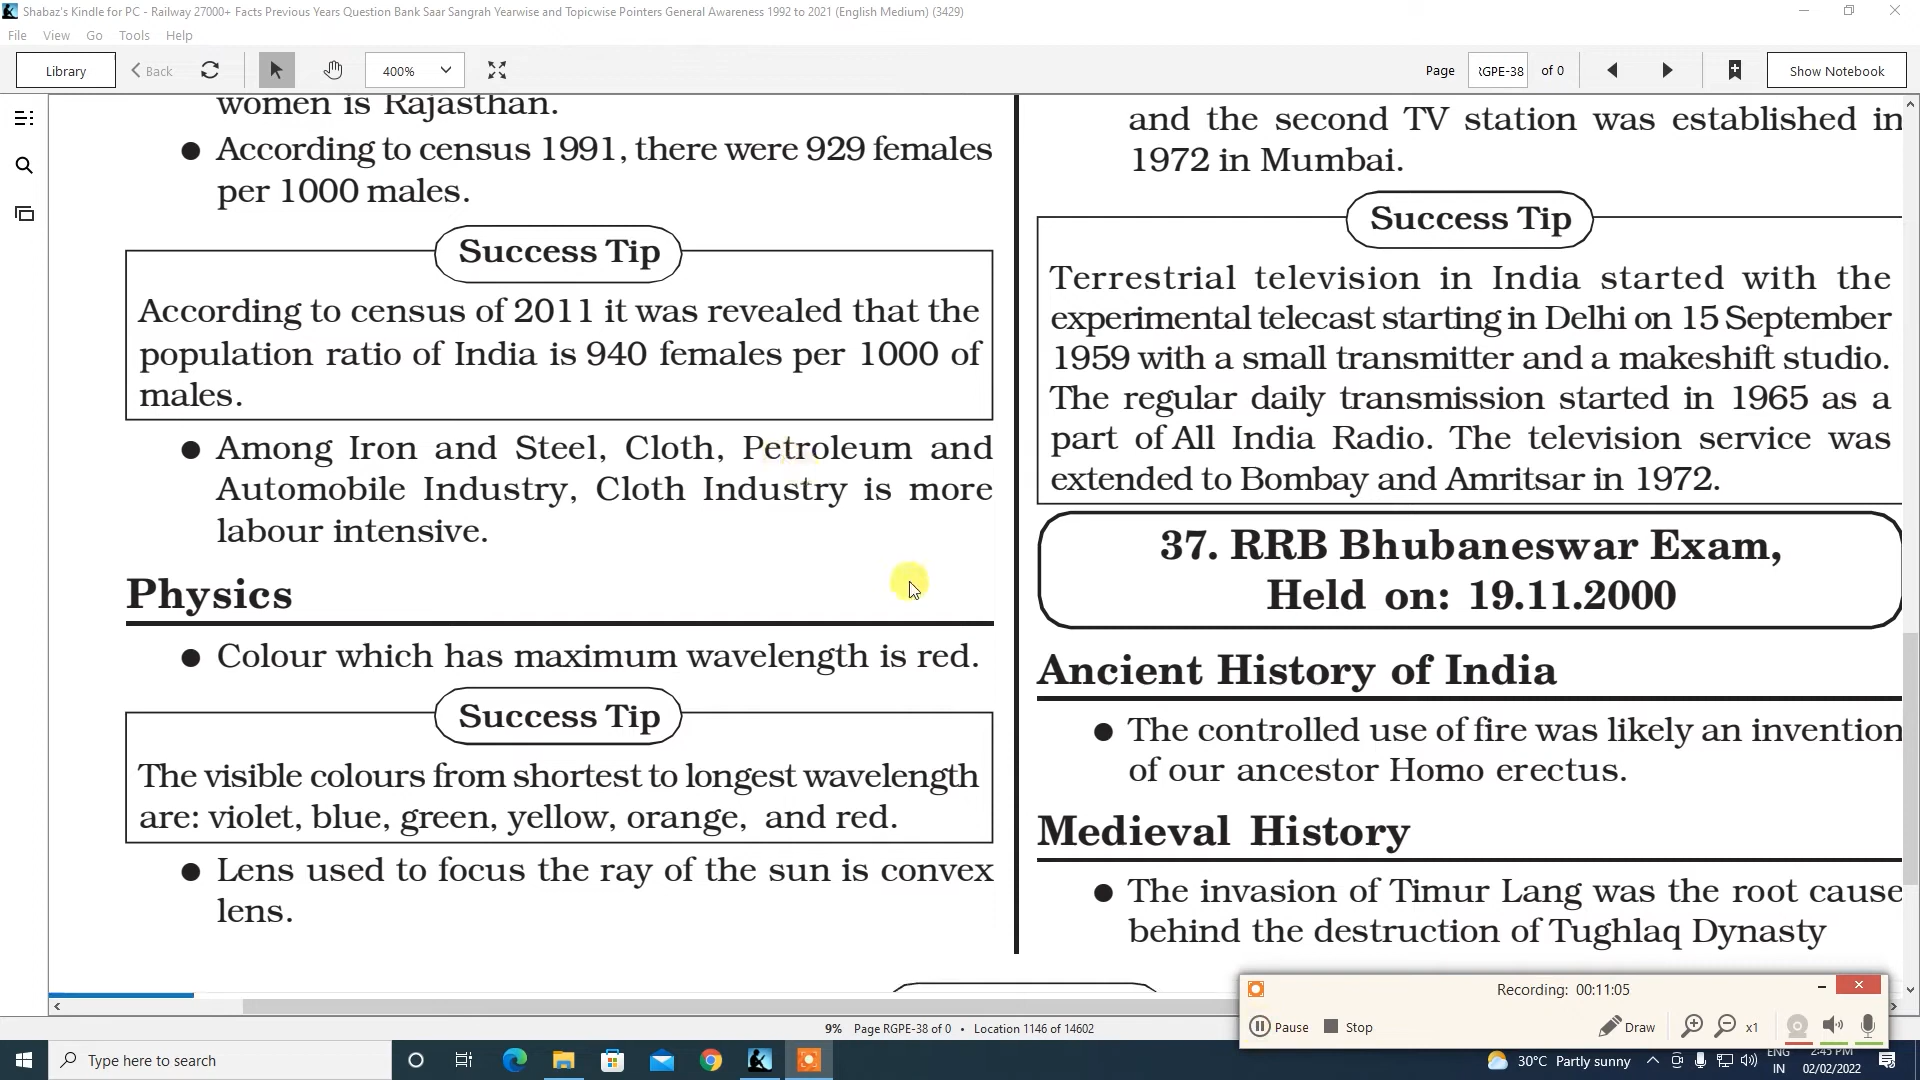 Shabaz's Kindle for PC - Railway 27000+ Facts Previous Years Question Bank Saar Sangrah Yearwise and Topicwise Pointers General Awareness 1992 to 2021 (English Medium) (3429)
File View Go Tools Help
Library Back 400% Page RGPE-38 of 0 Show Notebook
women is Rajasthan.
● According to census 1991, there were 929 females
per 1000 males.
Success Tip
According to census of 2011 it was revealed that the
population ratio of India is 940 females per 1000 of
males.
● Among Iron and Steel, Cloth, Petroleum and
Automobile Industry, Cloth Industry is more
labour intensive.
Physics
● Colour which has maximum wavelength is red.
Success Tip
The visible colours from shortest to longest wavelength
are: violet, blue, green, yellow, orange, and red.
● Lens used to focus the ray of the sun is convex
lens.
and the second TV station was established in
1972 in Mumbai.
Success Tip
Terrestrial television in India started with the
experimental telecast starting in Delhi on 15 September
1959 with a small transmitter and a makeshift studio.
The regular daily transmission started in 1965 as a
part of All India Radio. The television service was
extended to Bombay and Amritsar in 1972.
37. RRB Bhubaneswar Exam,
Held on: 19.11.2000
Ancient History of India
● The controlled use of fire was likely an invention
of our ancestor Homo erectus.
Medieval History
● The invasion of Timur Lang was the root cause
behind the destruction of Tughlaq Dynasty
Recording: 00:11:05
Pause Stop Draw x1
9% Page RGPE-38 of 0 • Location 1146 of 14602
Type here to search
30°C Partly sunny
ENG
IN
2:45 PM
02/02/2022